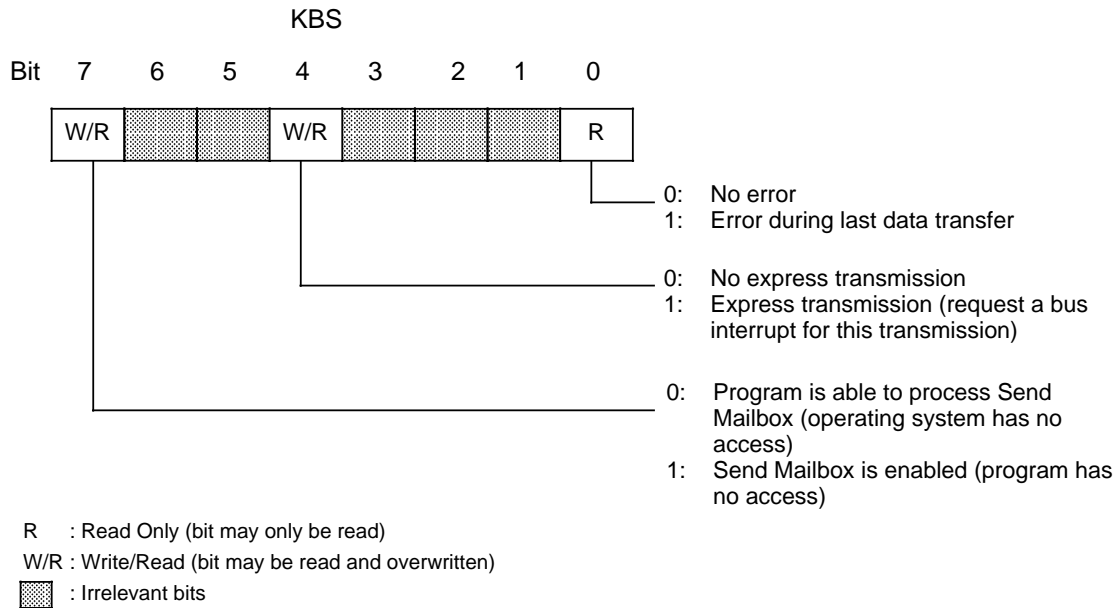 KBS
Bit 7 6 5 4 3 2 1 0
W/R W/R R
0: No error
1: Error during last data transfer
0: No express transmission
1: Express transmission (request a bus
interrupt for this transmission)
0: Program is able to process Send
Mailbox (operating system has no
access)
1: Send Mailbox is enabled (program has
no access)
R : Read Only (bit may only be read)
W/R : Write/Read (bit may be read and overwritten)
: Irrelevant bits